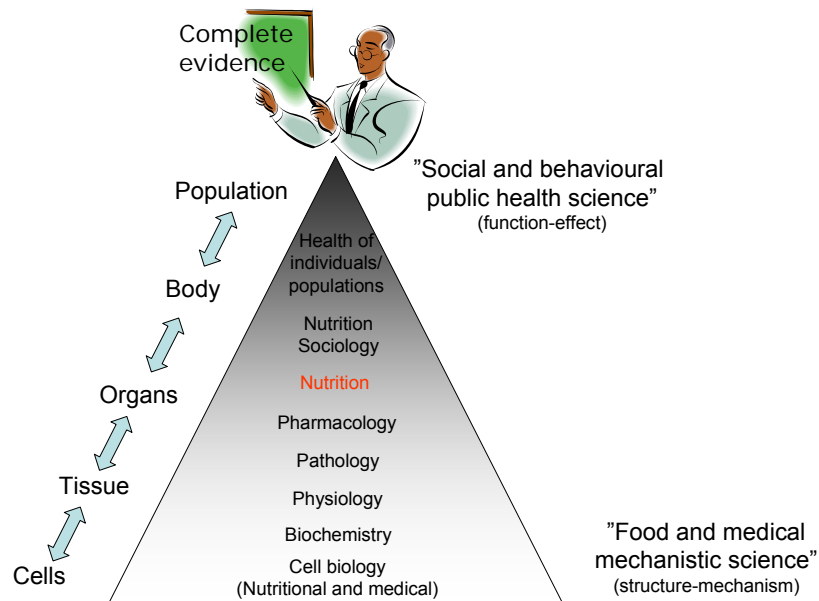 Complete
evidence
Population
Body
Organs
Tissue
Cells
Health of
individuals/
populations
Nutrition
Sociology
Nutrition
Pharmacology
Pathology
Physiology
Biochemistry
Cell biology
(Nutritional and medical)
”Social and behavioural
public health science”
(function-effect)
”Food and medical
mechanistic science”
(structure-mechanism)